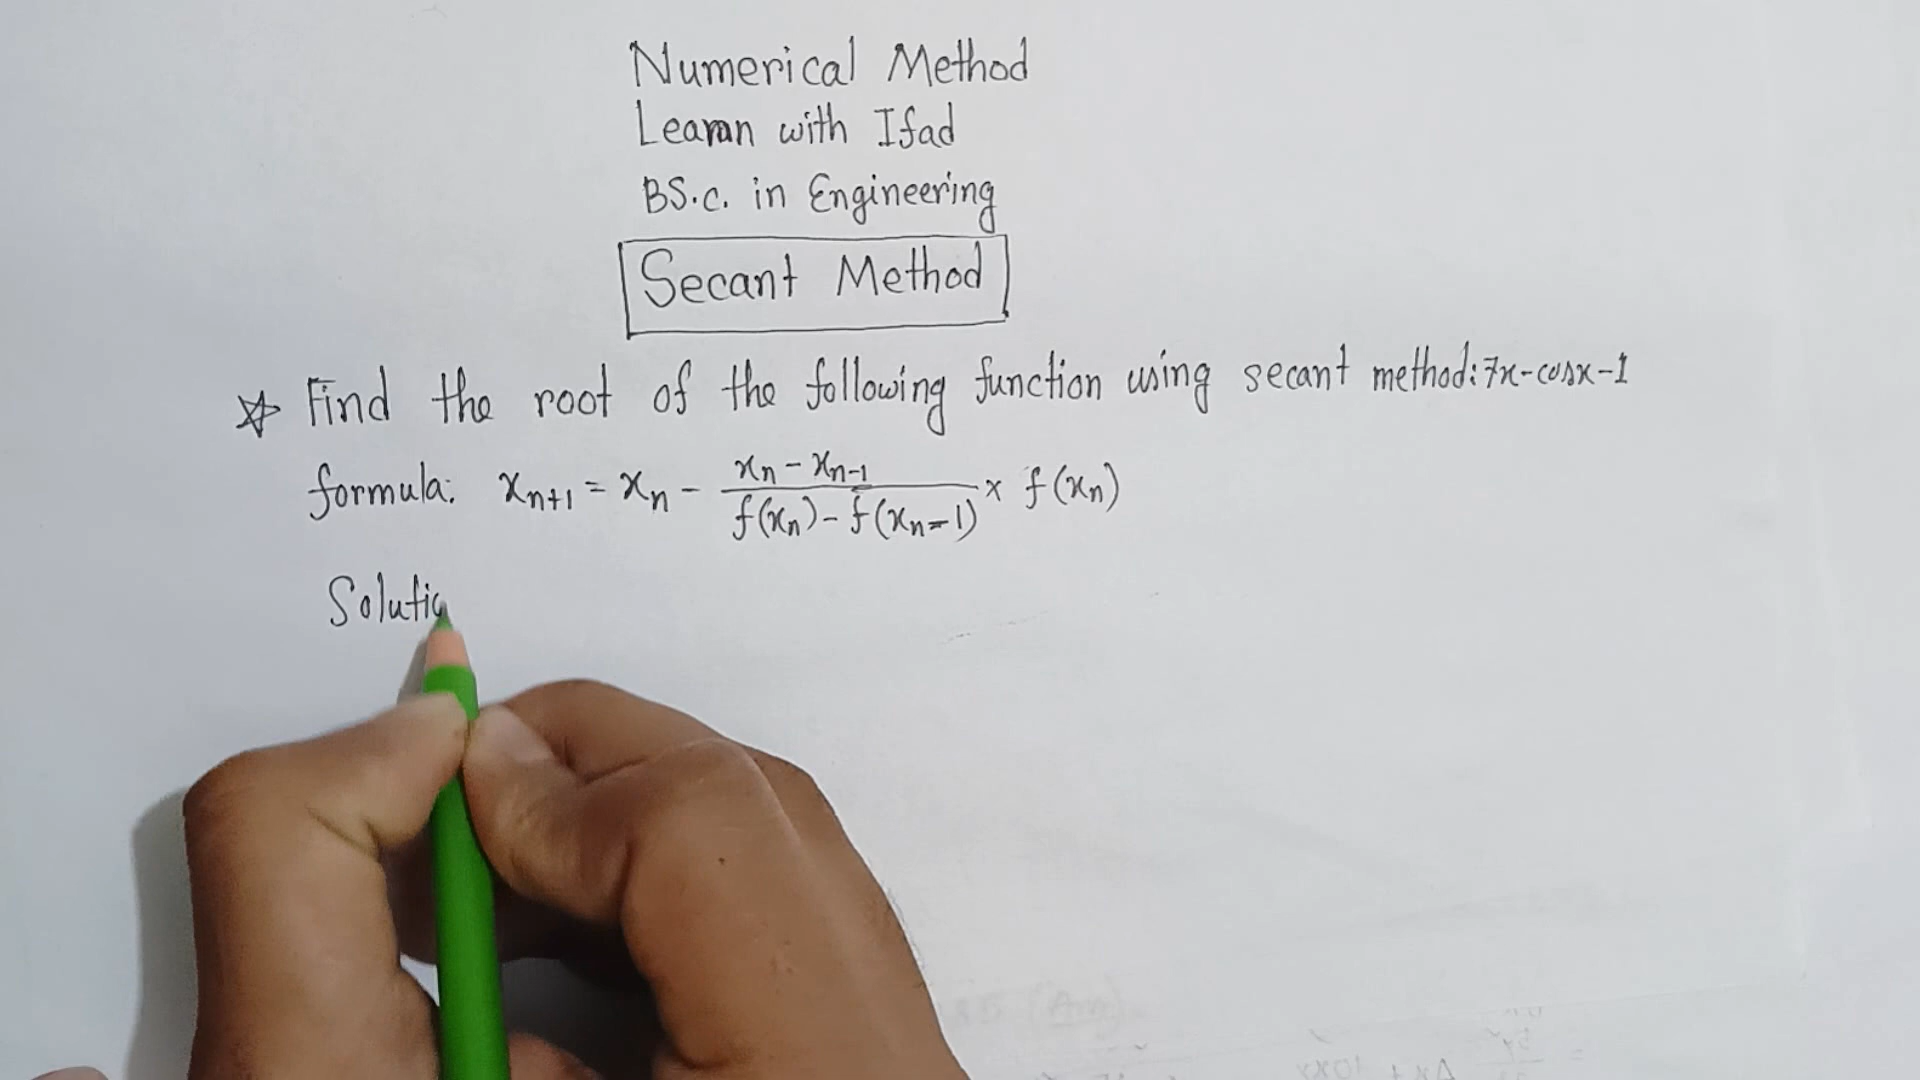 Numerical Method
Learn with Ifad
BS.c. in Engineering
Secant Method
☆ Find the root of the following function using secant method: 7x-cosx-1
formula: xₙ₊₁ = xₙ - (xₙ - xₙ₋₁)/(f(xₙ) - f(xₙ₋₁)) × f(xₙ)
Solutio